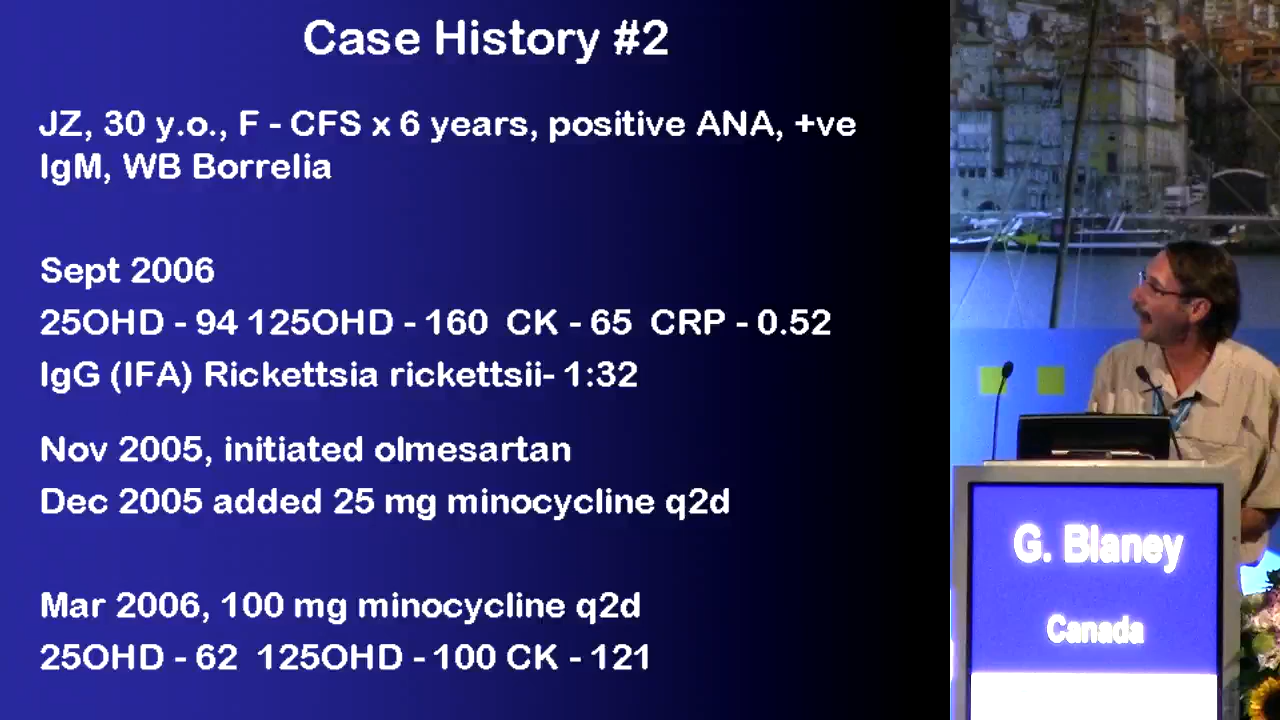 Case History #2
JZ, 30 y.o., F - CFS x 6 years, positive ANA, +ve
IgM, WB Borrelia
Sept 2006
25OHD - 94 125OHD - 160  CK - 65  CRP - 0.52
IgG (IFA) Rickettsia rickettsii- 1:32
Nov 2005, initiated olmesartan
Dec 2005 added 25 mg minocycline q2d
Mar 2006, 100 mg minocycline q2d
25OHD - 62  125OHD - 100 CK - 121
G. Blaney
Canada